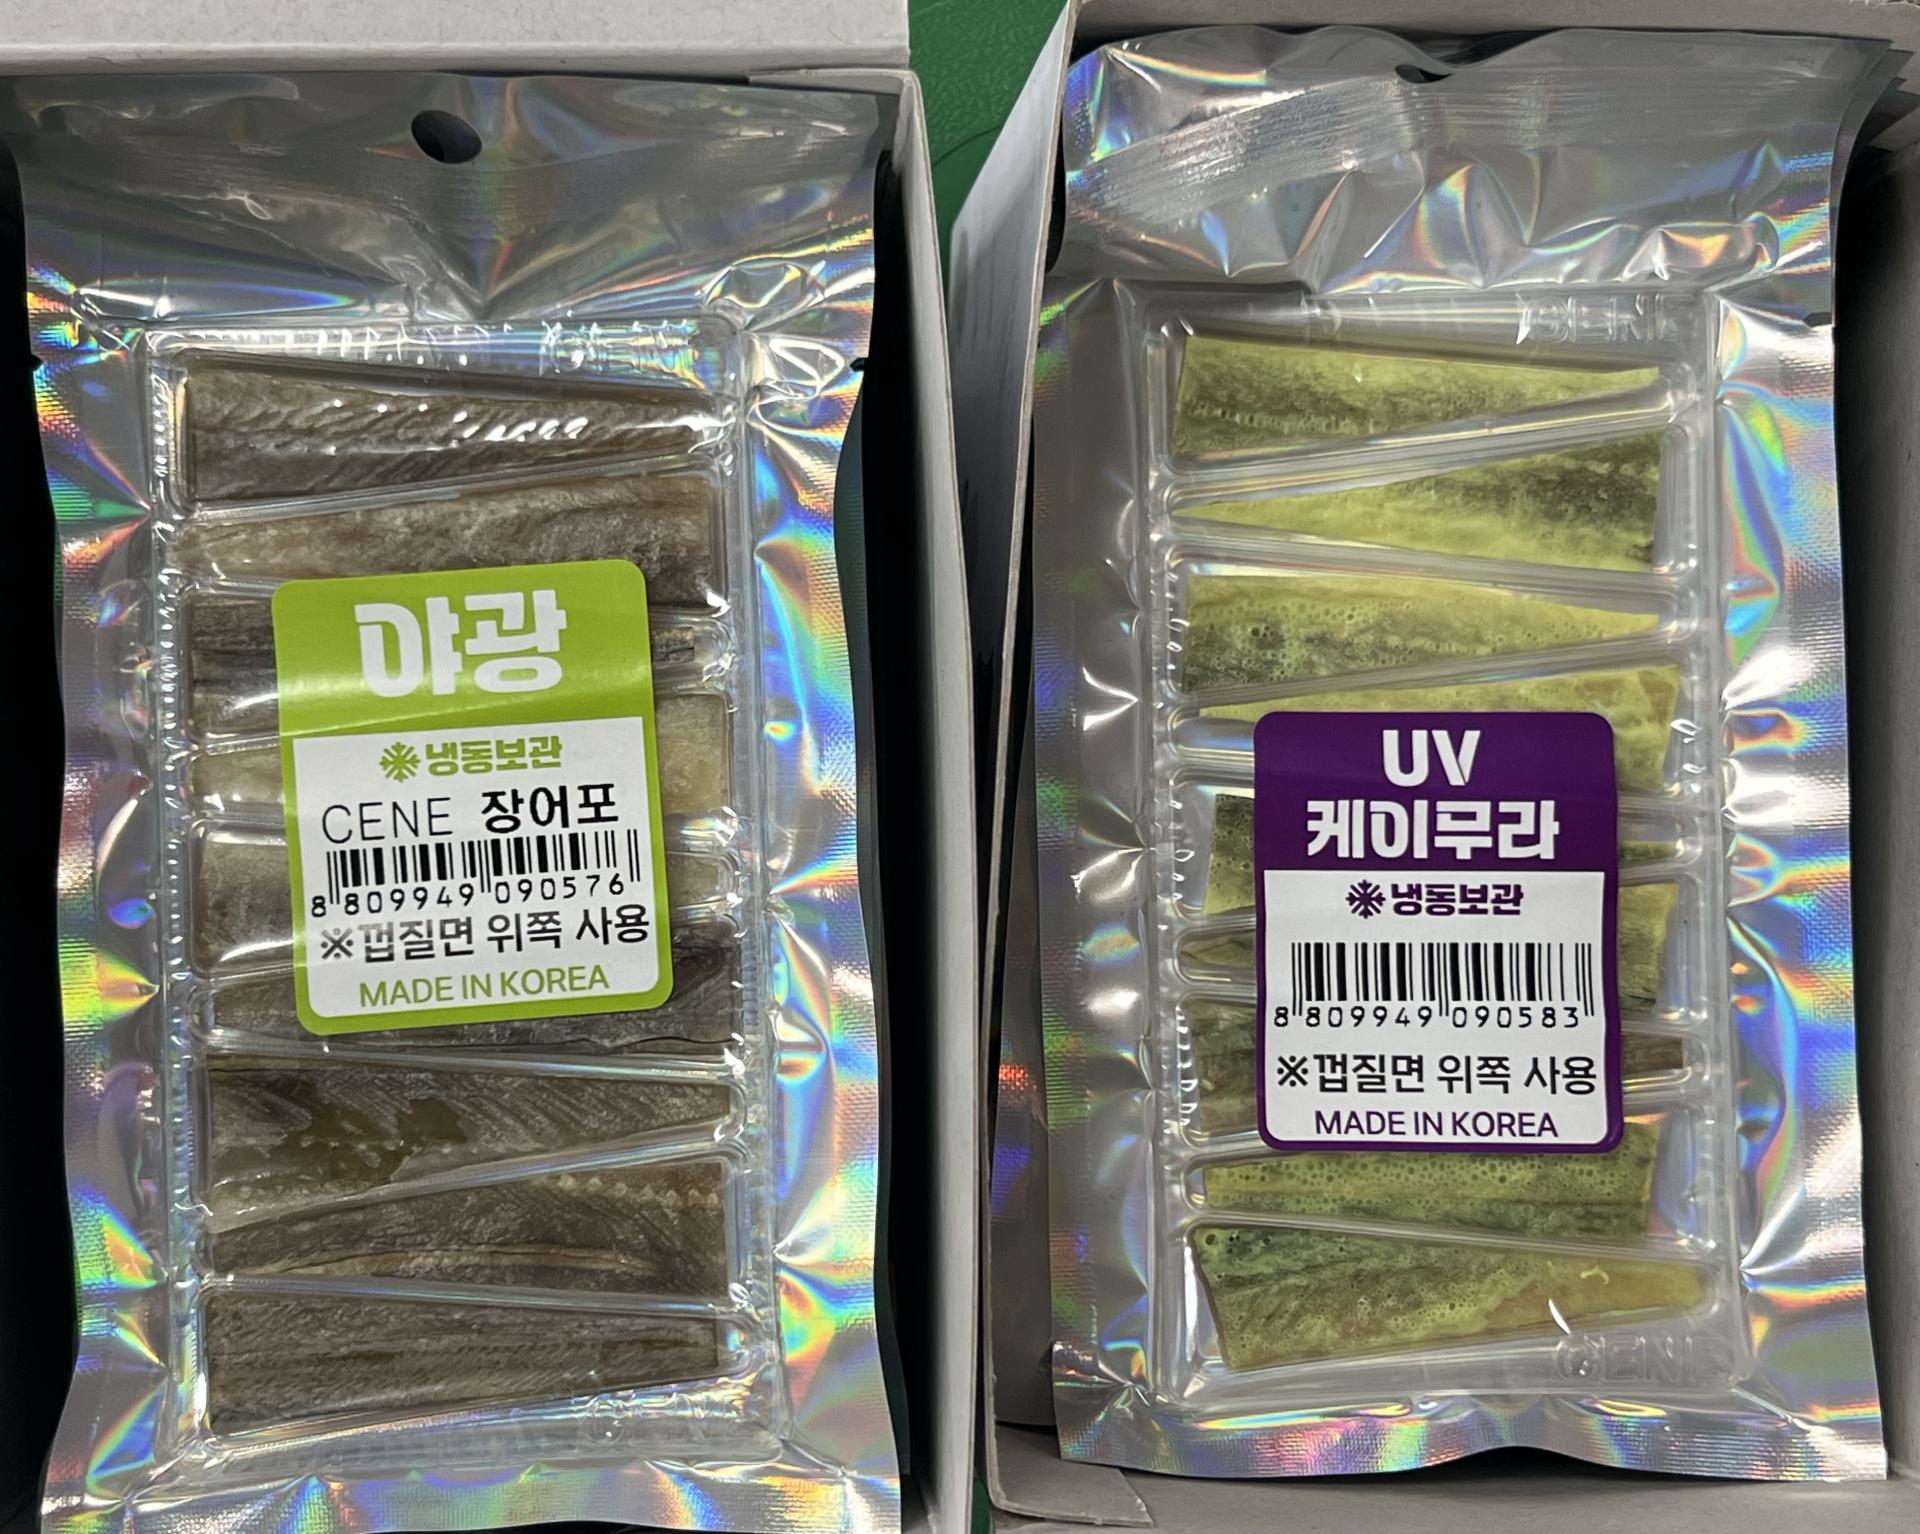 야광
냉동보관
CENE 장어포
8 809949 090576
※껍질면 위쪽 사용
MADE IN KOREA
UV
케이무라
냉동보관
8 809949 090583
※껍질면 위쪽 사용
MADE IN KOREA
CENE